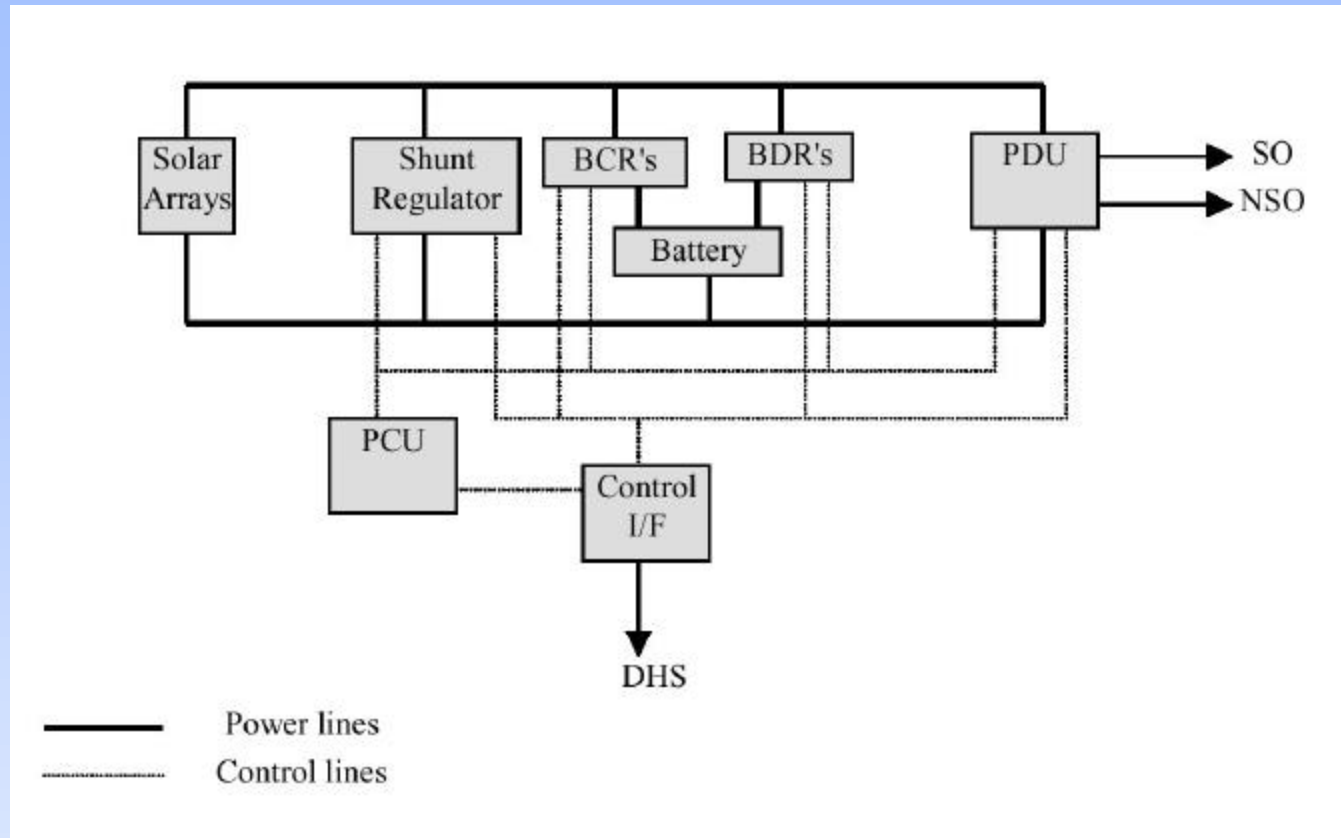 Solar
Arrays
Shunt
Regulator
BCR's
BDR's
Battery
PDU
SO
NSO
PCU
Control
I/F
DHS
Power lines
Control lines